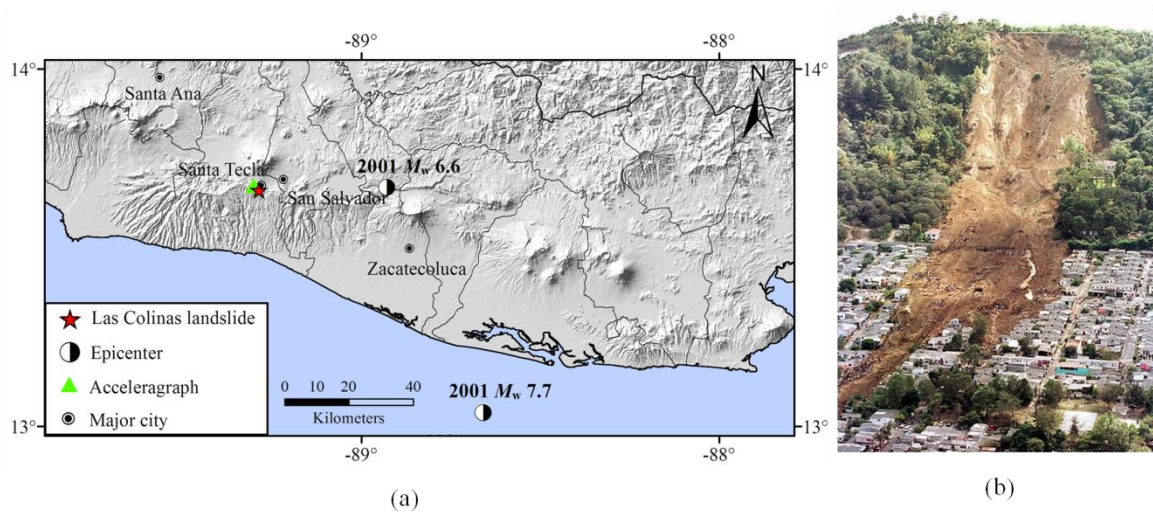 -89°
-88°
14°
14°
N
Santa Ana
2001 Mw 6.6
Santa Tecla
San Salvador
Zacatecoluca
Las Colinas landslide
Epicenter
Acceleragraph
Major city
0 10 20 40
Kilometers
2001 Mw 7.7
13°
13°
-89°
-88°
(a)
(b)